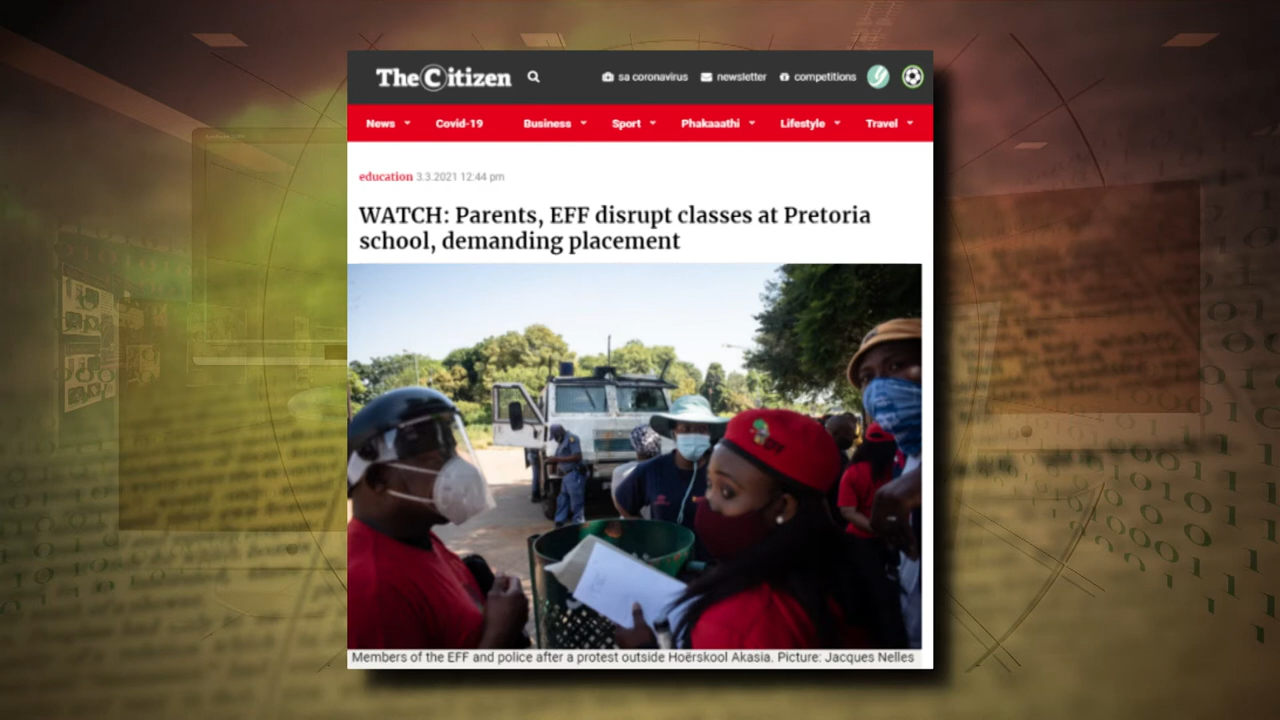 The Citizen
sa coronavirus newsletter competitions
News Covid-19 Business Sport Phakaaathi Lifestyle Travel
education 3.3.2021 12:44 pm
WATCH: Parents, EFF disrupt classes at Pretoria
school, demanding placement
Members of the EFF and police after a protest outside Hoërskool Akasia. Picture: Jacques Nelles